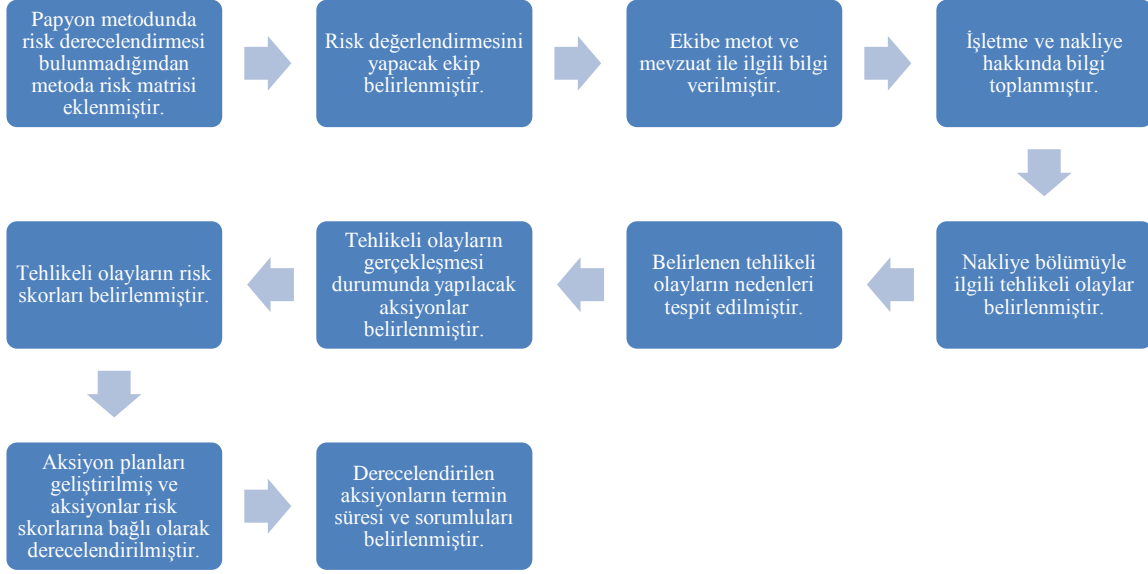 Papyon metodunda
risk derecelendirmesi
bulunmadığından
metoda risk matrisi
eklenmiştir.
Risk değerlendirmesini
yapacak ekip
belirlenmiştir.
Ekibe metot ve
mevzuat ile ilgili bilgi
verilmiştir.
İşletme ve nakliye
hakkında bilgi
toplanmıştır.
Nakliye bölümüyle
ilgili tehlikeli olaylar
belirlenmiştir.
Belirlenen tehlikeli
olayların nedenleri
tespit edilmiştir.
Tehlikeli olayların
gerçekleşmesi
durumunda yapılacak
aksiyonlar
belirlenmiştir.
Tehlikeli olayların risk
skorları belirlenmiştir.
Aksiyon planları
geliştirilmiş ve
aksiyonlar risk
skorlarına bağlı olarak
derecelendirilmiştir.
Derecelendirilen
aksiyonların termin
süresi ve sorumluları
belirlenmiştir.